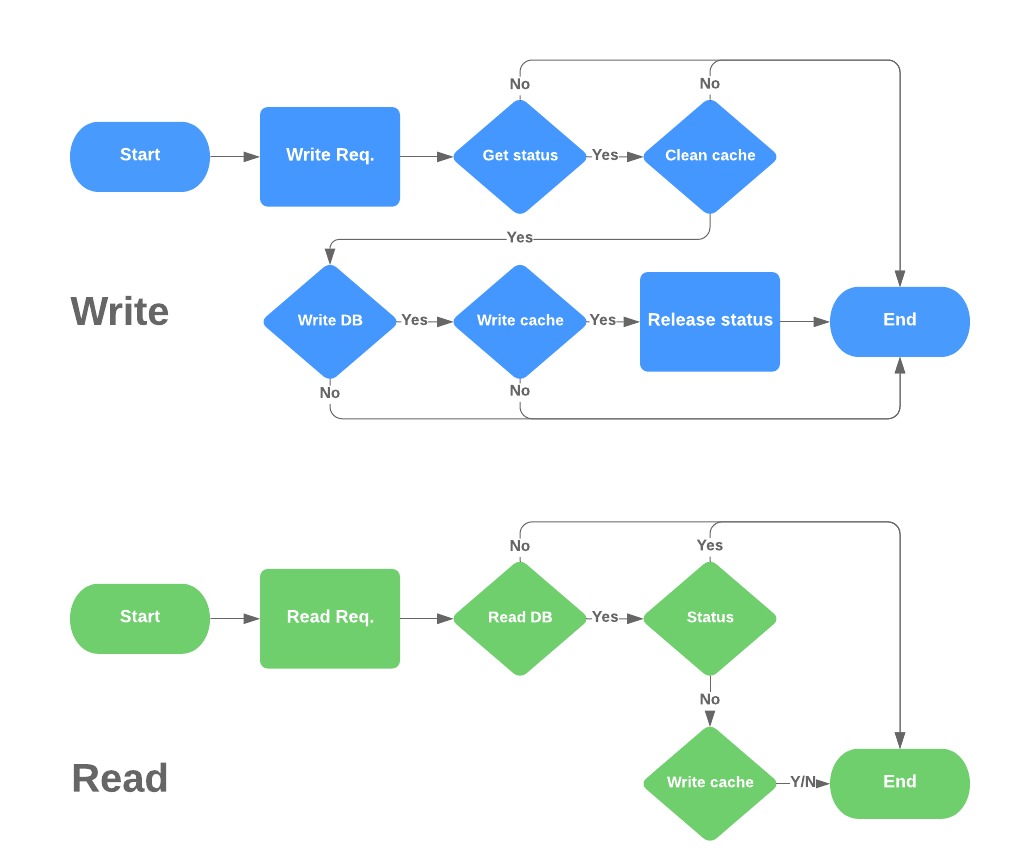 No
No
Start
Write Req.
Get status
Yes
Clean cache
Yes
Write
Write DB
Yes
Write cache
Yes
Release status
End
No
No
No
Yes
Start
Read Req.
Read DB
Yes
Status
No
Read
Write cache
Y/N
End